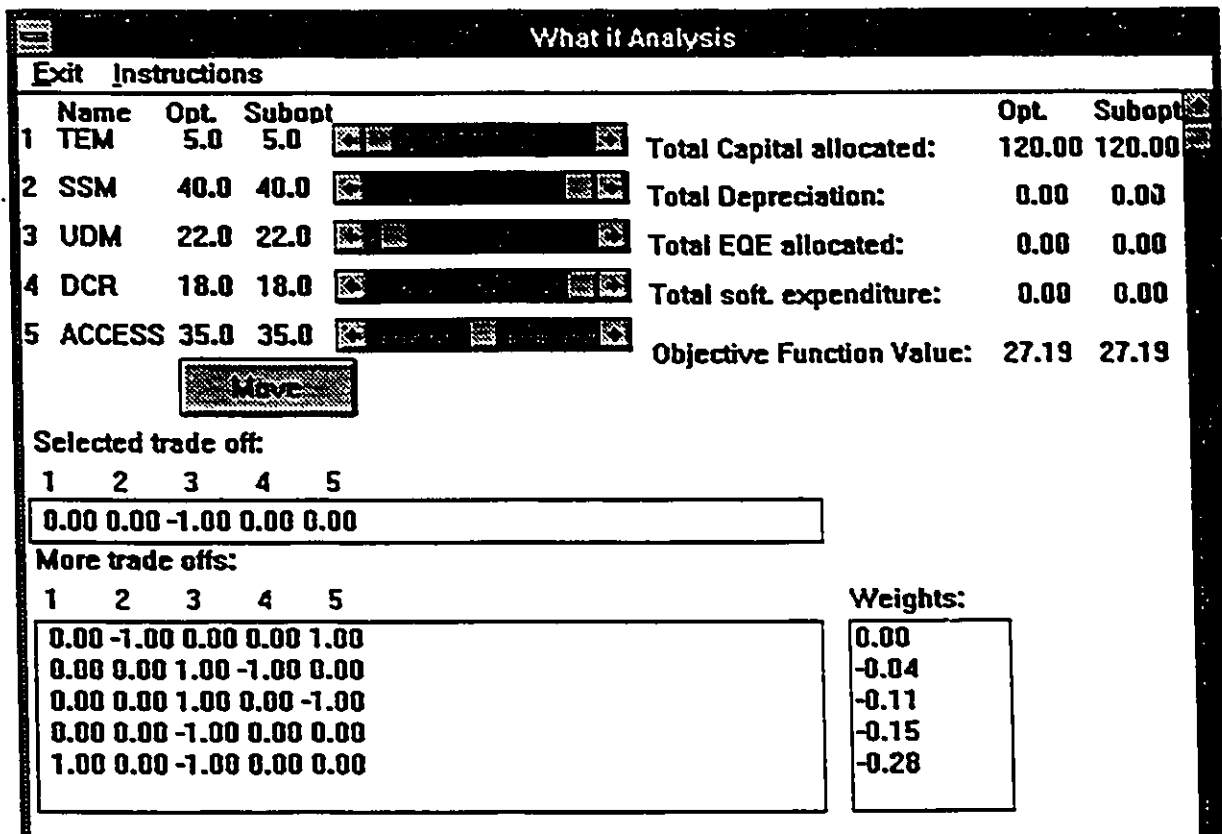 What if Analysis
Exit Instructions
Name Opt. Subopt
Opt. Subopt
1 TEM 5.0 5.0
Total Capital allocated: 120.00 120.00
2 SSM 40.0 40.0
Total Depreciation: 0.00 0.00
3 UDM 22.0 22.0
Total EQE allocated: 0.00 0.00
4 DCR 18.0 18.0
Total soft. expenditure: 0.00 0.00
5 ACCESS 35.0 35.0
Objective Function Value: 27.19 27.19
Move
Selected trade off:
1 2 3 4 5
0.00 0.00 -1.00 0.00 0.00
More trade offs:
1 2 3 4 5
Weights:
0.00 -1.00 0.00 0.00 1.00
0.00
0.00 0.00 1.00 -1.00 0.00
-0.04
0.00 0.00 1.00 0.00 -1.00
-0.11
0.00 0.00 -1.00 0.00 0.00
-0.15
1.00 0.00 -1.00 0.00 0.00
-0.28